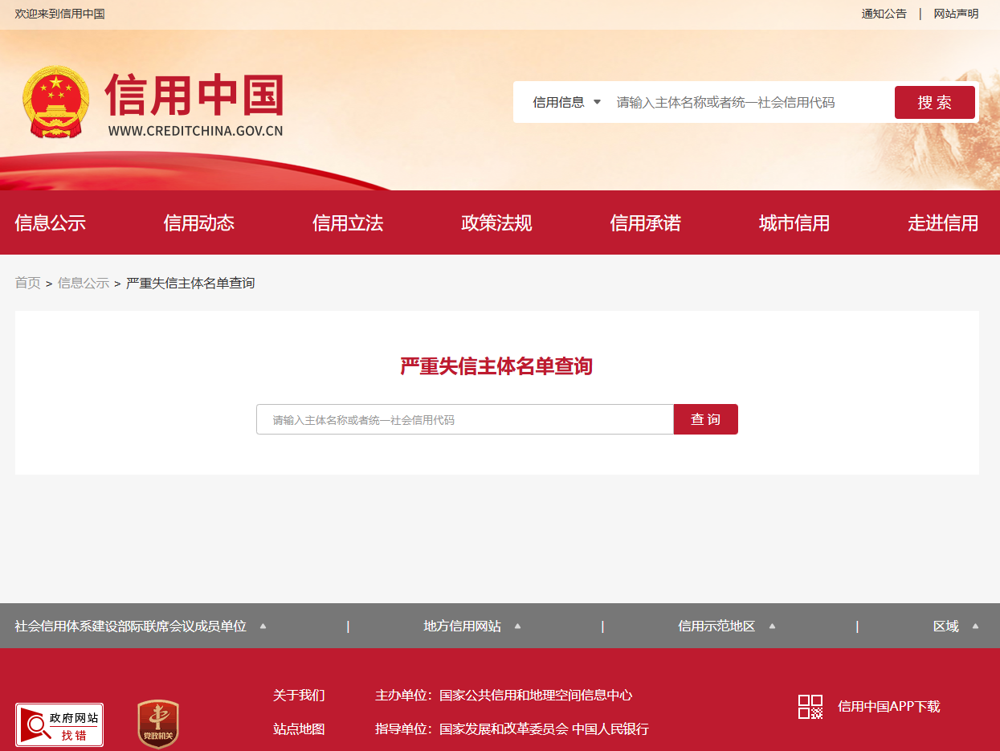 欢迎来到信用中国 通知公告 | 网站声明
信用中国
WWW.CREDITCHINA.GOV.CN
信用信息 请输入主体名称或者统一社会信用代码 搜 索
信息公示 信用动态 信用立法 政策法规 信用承诺 城市信用 走进信用
首页 > 信息公示 > 严重失信主体名单查询
严重失信主体名单查询
请输入主体名称或者统一社会信用代码 查 询
社会信用体系建设部际联席会议成员单位 | 地方信用网站 | 信用示范地区 | 区域
关于我们 主办单位：国家公共信用和地理空间信息中心
信用中国APP下载
政府网站
找错
党政机关
站点地图 指导单位：国家发展和改革委员会 中国人民银行